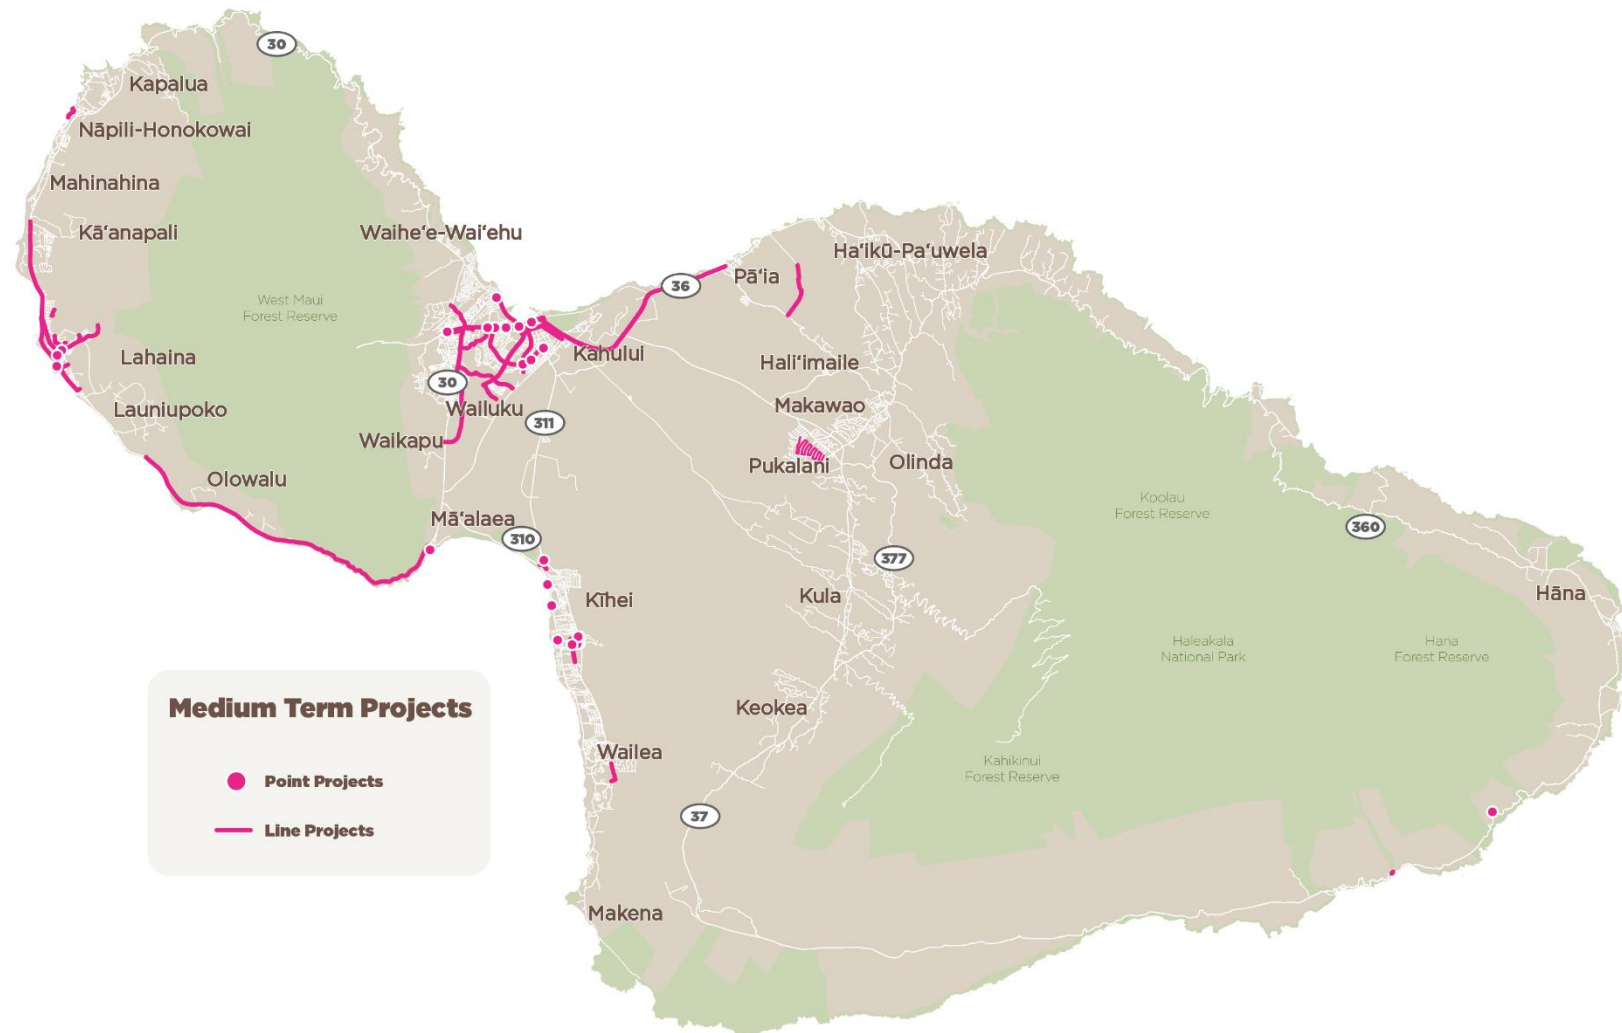 30
Kapalua
Nāpili-Honokowai
Mahinahina
Kāʻanapali
Waiheʻe-Waiʻehu
Haʻikū-Paʻuwela
Pāʻia
36
West Maui
Forest Reserve
Lahaina
Kahului
Haliʻimaile
30
Launiupoko
Wailuku
Makawao
311
Waikapu
Pukalani
Olinda
Olowalu
Koolau
Forest Reserve
Māʻalaea
310
360
377
Kīhei
Kula
Hāna
Haleakala
National Park
Hana
Forest Reserve
Keokea
Medium Term Projects
Point Projects
Line Projects
Wailea
Kahikinui
Forest Reserve
37
Makena